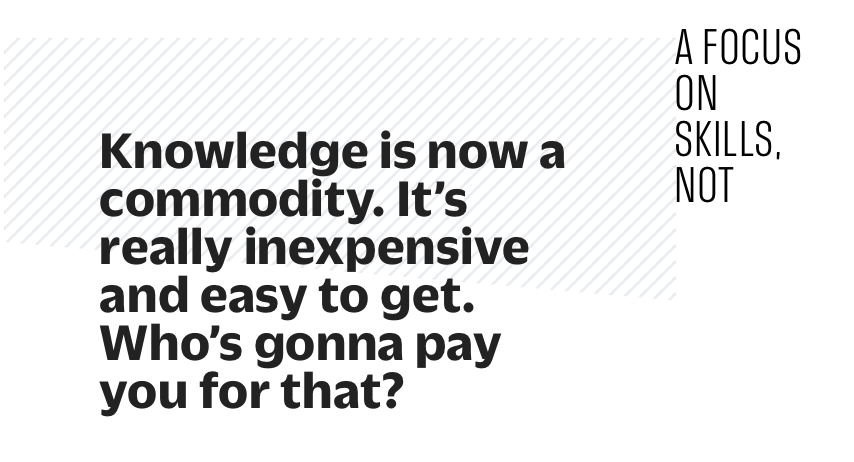 A FOCUS
ON
SKILLS,
NOT
Knowledge is now a
commodity. It’s
really inexpensive
and easy to get.
Who’s gonna pay
you for that?